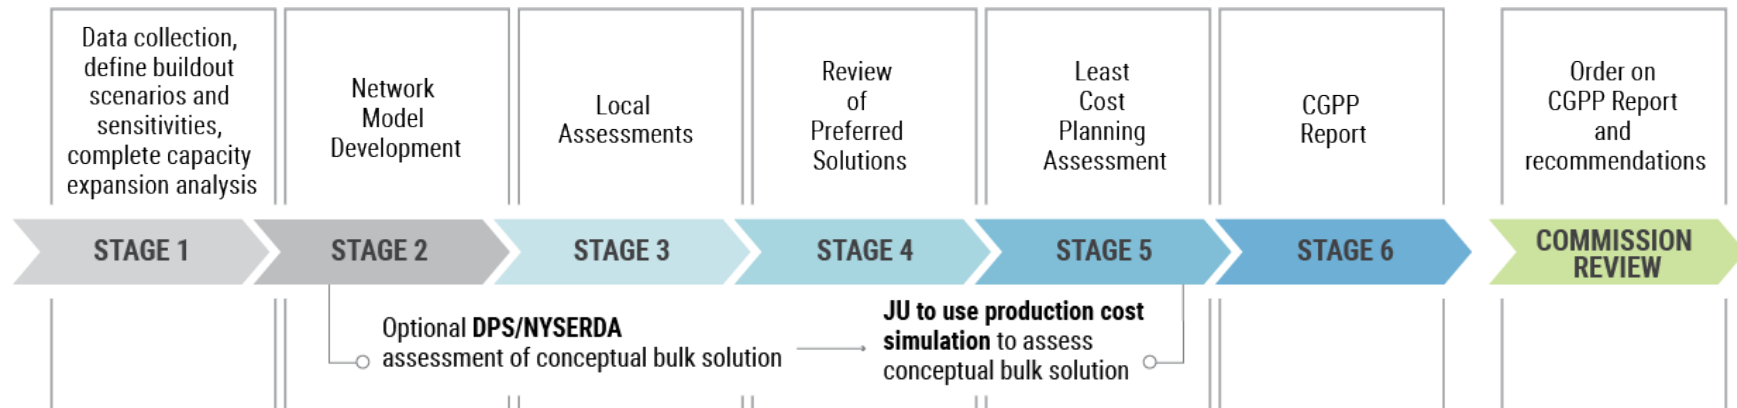 Data collection,
define buildout
scenarios and
sensitivities,
complete capacity
expansion analysis
Network
Model
Development
Local
Assessments
Review
of
Preferred
Solutions
Least
Cost
Planning
Assessment
CGPP
Report
Order on
CGPP Report
and
recommendations
STAGE 1
STAGE 2
STAGE 3
STAGE 4
STAGE 5
STAGE 6
COMMISSION
REVIEW
Optional DPS/NYSERDA
assessment of conceptual bulk solution
JU to use production cost
simulation to assess
conceptual bulk solution